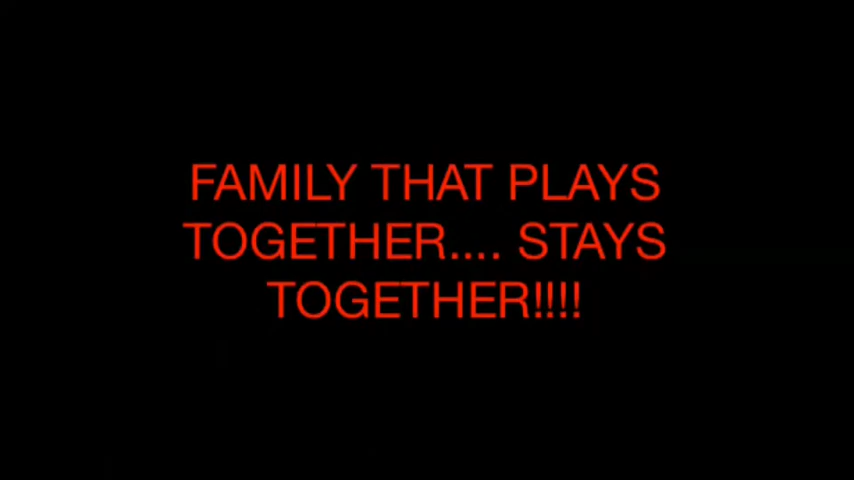 FAMILY THAT PLAYS
TOGETHER.... STAYS
TOGETHER!!!!